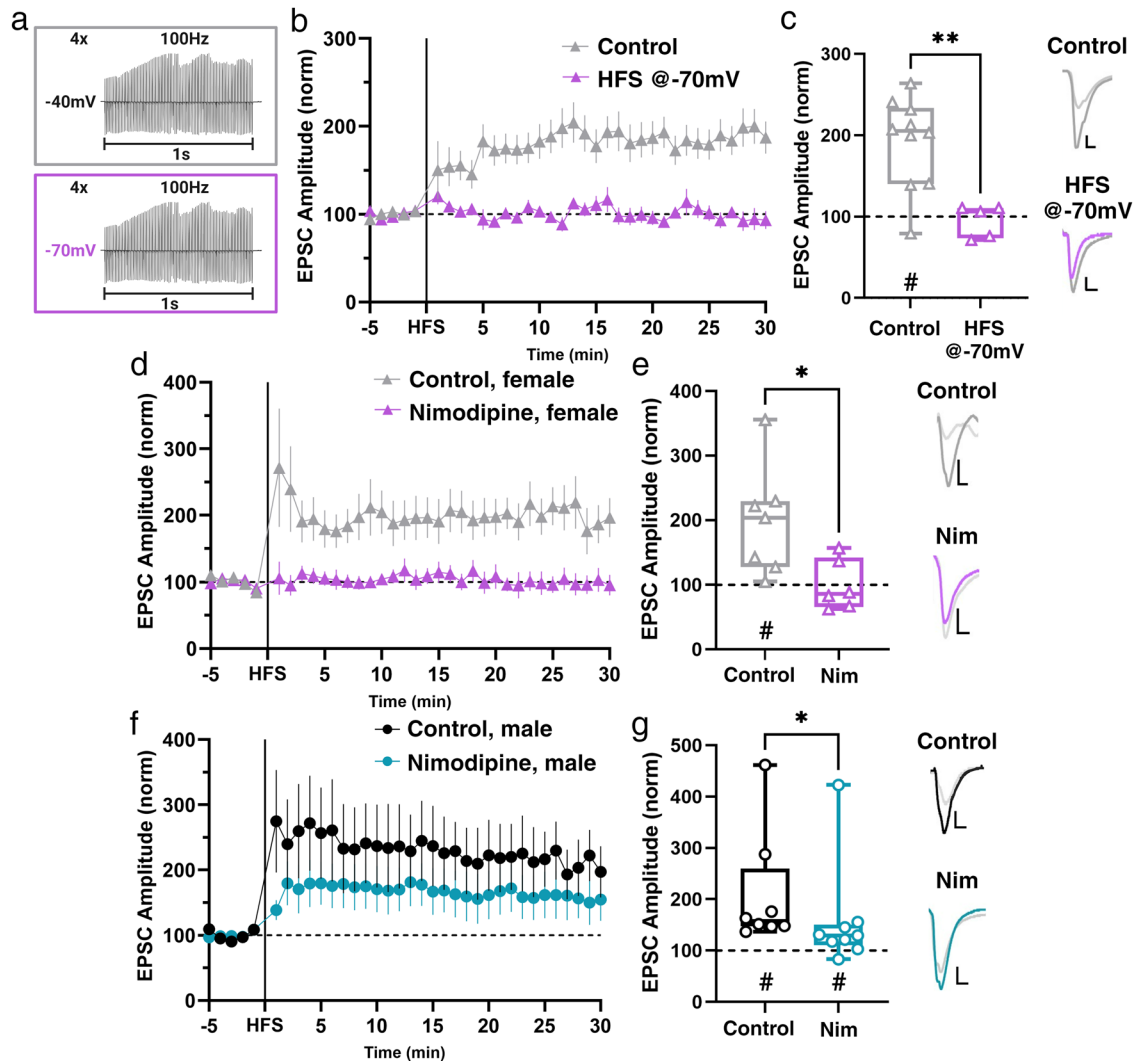 a
4x 100Hz
-40mV
1s
4x 100Hz
-70mV
1s
b
Control
HFS @-70mV
EPSC Amplitude (norm)
300
200
100
0
-5 HFS 5 10 15 20 25 30
Time (min)
c
**
EPSC Amplitude (norm)
300
200
100
0
#
Control HFS
@-70mV
Control
HFS
@-70mV
d
Control, female
Nimodipine, female
EPSC Amplitude (norm)
400
300
200
100
0
-5 HFS 5 10 15 20 25 30
Time (min)
e
*
EPSC Amplitude (norm)
400
300
200
100
0
#
Control Nim
Control
Nim
f
Control, male
Nimodipine, male
EPSC Amplitude (norm)
400
300
200
100
0
-5 HFS 5 10 15 20 25 30
Time (min)
g
*
EPSC Amplitude (norm)
500
400
300
200
100
0
# #
Control Nim
Control
Nim